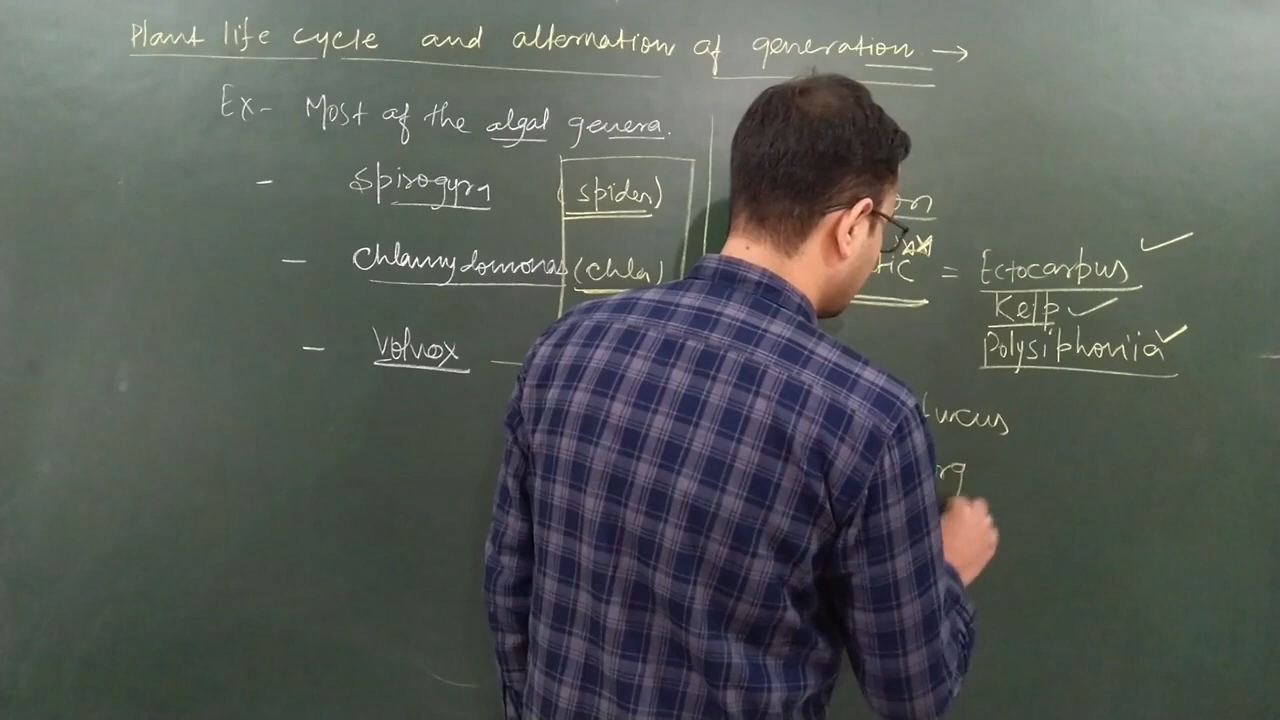 Plant life cycle and alternation of generation →
Ex- Most of the algal genera.
- Spirogyra (spider)
- Chlamydomonas (chla)
- Volvox —
= Ectocarpus ✓
Kelp ✓
Polysiphonia ✓